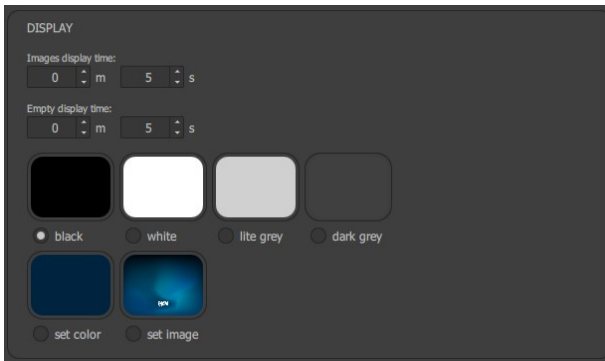 DISPLAY
Images display time:
0 m 5 s
Empty display time:
0 m 5 s
black white lite grey dark grey
set color set image